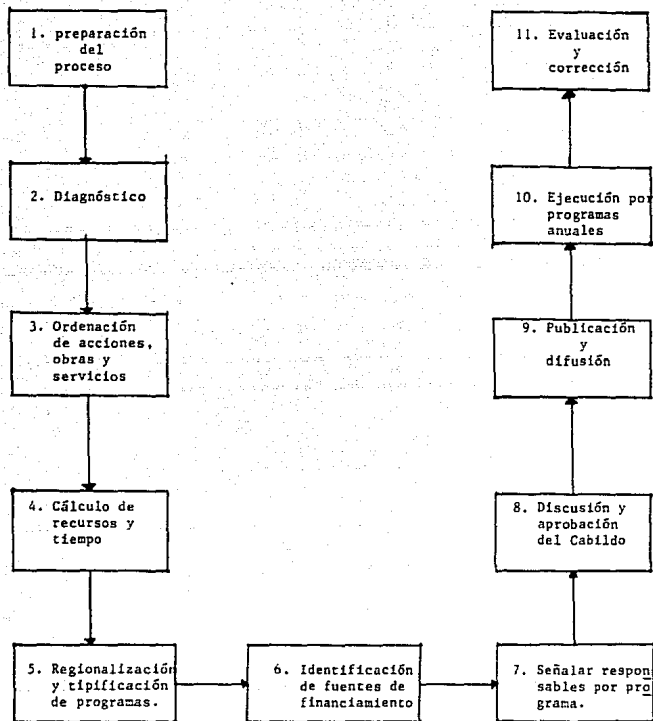 1. preparación
del
proceso
2. Diagnóstico
3. Ordenación
de acciones,
obras y
servicios
4. Cálculo de
recursos y
tiempo
5. Regionalización
y tipificación
de programas.
6. Identificación
de fuentes de
financiamiento
7. Señalar respon
sables por pro
grama.
8. Discusión y
aprobación
del Cabildo
9. Publicación
y
difusión
10. Ejecución por
programas
anuales
11. Evaluación
y
corrección